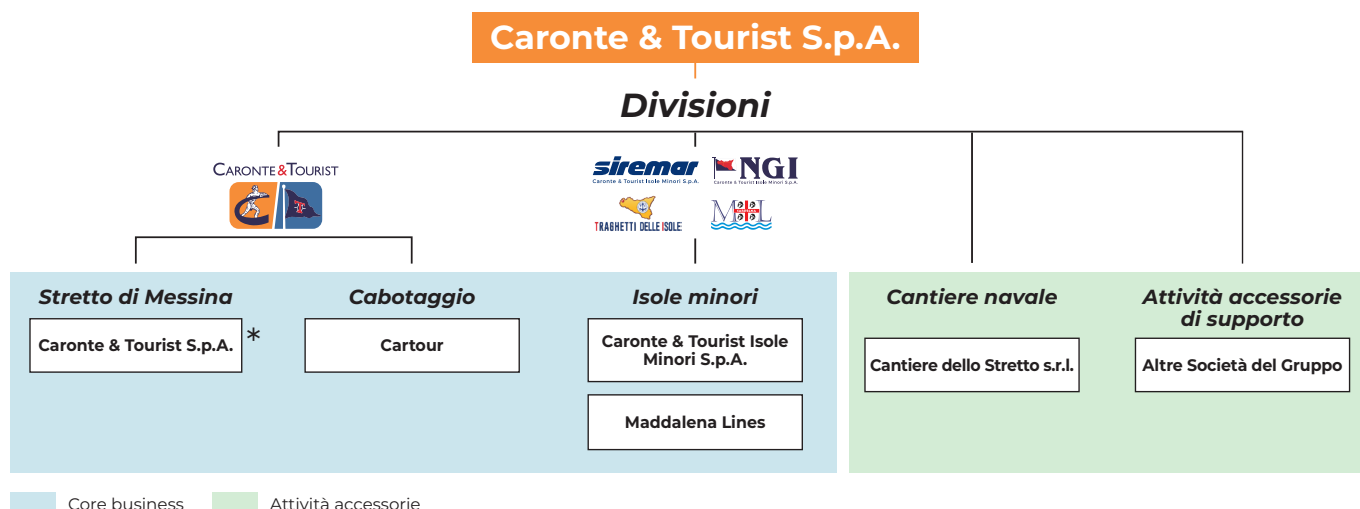 Caronte & Tourist S.p.A.
Divisioni
CARONTE & TOURIST
siremar
Caronte & Tourist Isole Minori S.p.A.
NGI
Caronte & Tourist Isole Minori S.p.A.
TRAGHETTI DELLE ISOLE
Stretto di Messina
Caronte & Tourist S.p.A. *
Cabotaggio
Cartour
Isole minori
Caronte & Tourist Isole
Minori S.p.A.
Maddalena Lines
Cantiere navale
Cantiere dello Stretto s.r.l.
Attività accessorie
di supporto
Altre Società del Gruppo
Core business
Attività accessorie